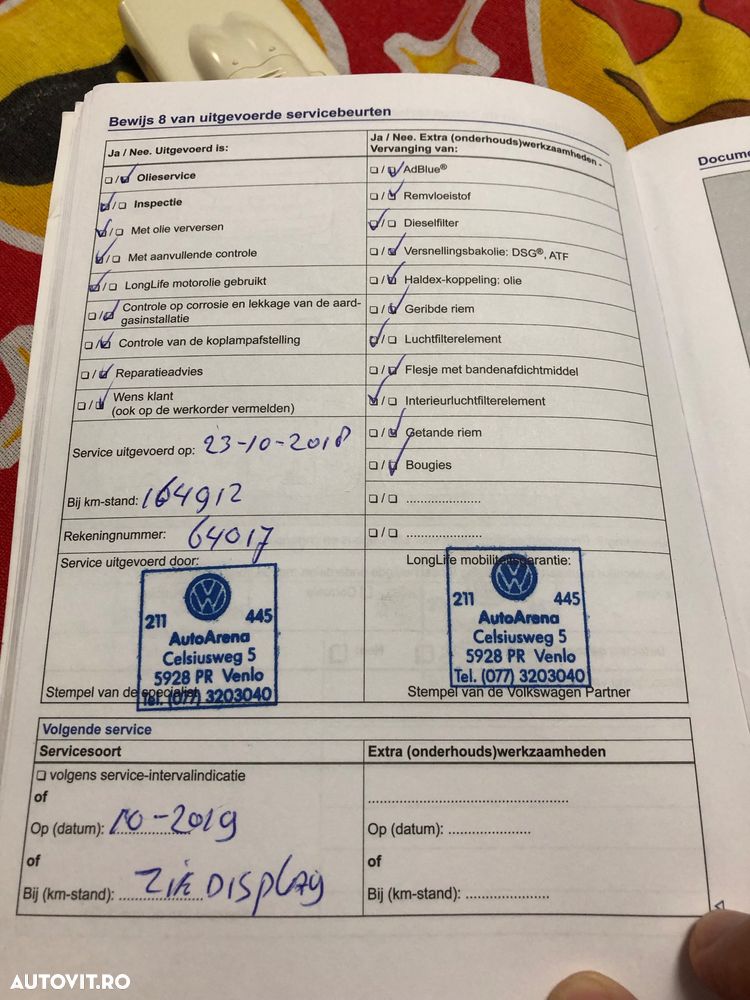 Bewijs 8 van uitgevoerde servicebeurten
Ja / Nee. Uitgevoerd is:
Ja / Nee. Extra (onderhouds)werkzaamheden -
Vervanging van:
☐/☑ Olieservice
☐/☑ AdBlue®
☑/☐ Inspectie
☐/☑ Remvloeistof
☑/☐ Met olie verversen
☑/☐ Dieselfilter
☑/☐ Met aanvullende controle
☐/☑ Versnellingsbakolie: DSG®, ATF
☑/☐ LongLife motorolie gebruikt
☐/☑ Haldex-koppeling: olie
☐/☑ Controle op corrosie en lekkage van de aard-
gasinstallatie
☐/☑ Geribde riem
☐/☑ Controle van de koplampafstelling
☑/☐ Luchtfilterelement
☐/☑ Reparatieadvies
☐/☑ Flesje met bandenafdichtmiddel
☐/☑ Wens klant
(ook op de werkorder vermelden)
☑/☐ Interieurluchtfilterelement
☐/☑ Getande riem
Service uitgevoerd op: 23-10-2018
☐/☑ Bougies
Bij km-stand: 164912
☐/☐ .....................
Rekeningnummer: 64017
☐/☐ .....................
Service uitgevoerd door:
LongLife mobiliteitsgarantie:
211 445
AutoArena
Celsiusweg 5
5928 PR Venlo
Tel. (077) 3203040
Stempel van de specialist
211 445
AutoArena
Celsiusweg 5
5928 PR Venlo
Tel. (077) 3203040
Stempel van de Volkswagen Partner
Volgende service
Servicesoort
Extra (onderhouds)werkzaamheden
☐ volgens service-intervalindicatie
of
Op (datum): 10-2019
Op (datum): .....................
of
of
Bij (km-stand): ZIE DISPLAY
Bij (km-stand): .....................
Docume
AUTOVIT.RO